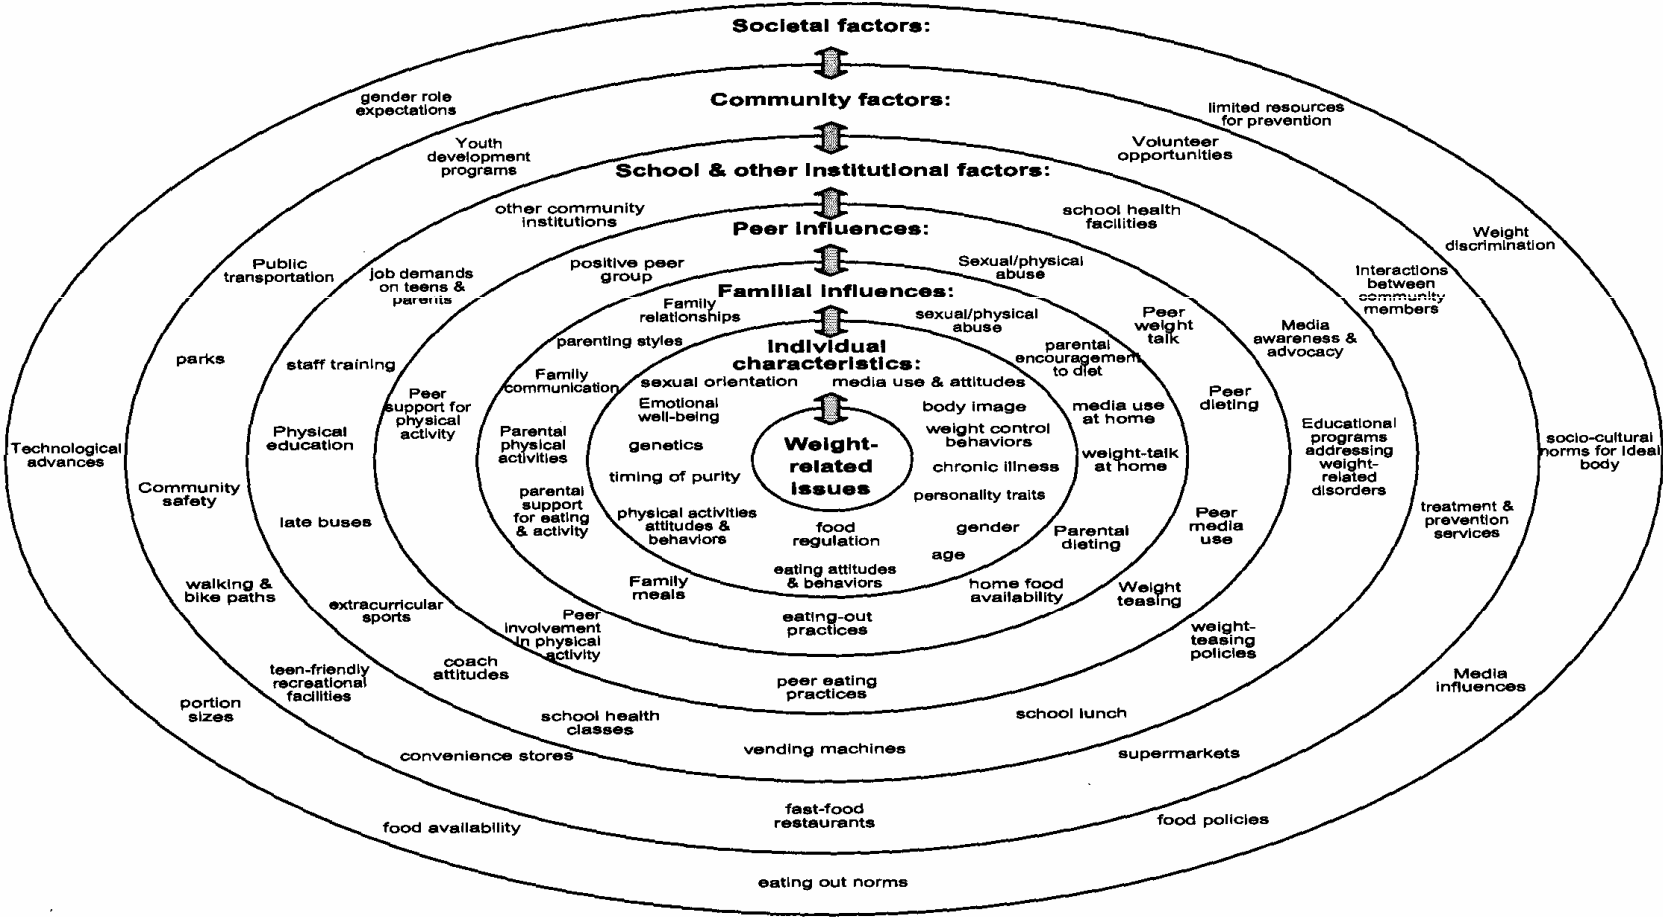 Societal factors:
gender role
expectations
limited resources
for prevention
Weight
discrimination
Technological
advances
socio-cultural
norms for ideal
body
portion
sizes
Media
influences
food availability
food policies
eating out norms
Community factors:
Youth
development
programs
Volunteer
opportunities
Public
transportation
Interactions
between
community
members
parks
Community
safety
treatment &
prevention
services
walking &
bike paths
teen-friendly
recreational
facilities
convenience stores
supermarkets
fast-food
restaurants
School & other institutional factors:
other community
institutions
school health
facilities
job demands
on teens &
parents
Media
awareness &
advocacy
staff training
Physical
education
Educational
programs
addressing
weight-
related
disorders
late buses
extracurricular
sports
coach
attitudes
weight-
teasing
policies
school health
classes
school lunch
vending machines
Peer influences:
positive peer
group
Sexual/physical
abuse
Peer
weight
talk
Peer
support for
physical
activity
Peer
dieting
Peer
media
use
Peer
involvement
in physical
activity
Weight
teasing
peer eating
practices
Familial influences:
Family
relationships
sexual/physical
abuse
parenting styles
parental
encouragement
to diet
Family
communication
media use
at home
Parental
physical
activities
weight-talk
at home
parental
support
for eating
& activity
Parental
dieting
Family
meals
home food
availability
eating-out
practices
Individual
characteristics:
sexual orientation
media use & attitudes
Emotional
well-being
body image
genetics
weight control
behaviors
timing of purity
chronic illness
personality traits
physical activities
attitudes &
behaviors
food
regulation
gender
age
eating attitudes
& behaviors
Weight-
related
issues